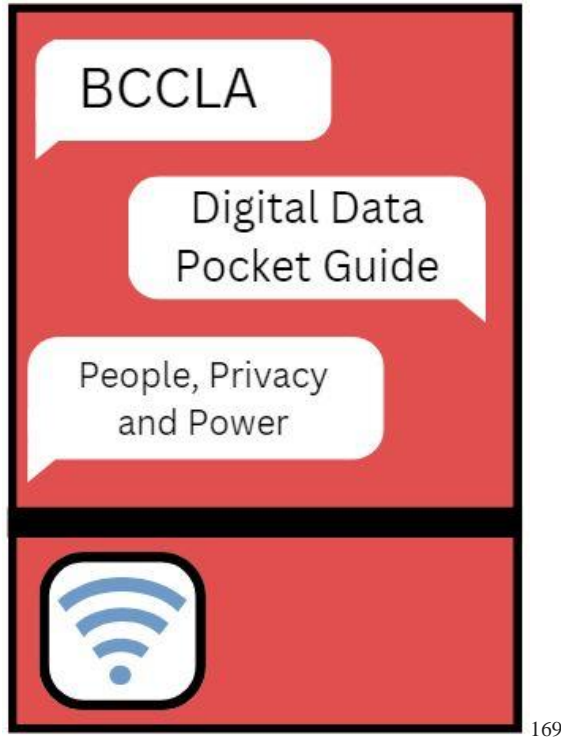 BCCLA
Digital Data
Pocket Guide
People, Privacy
and Power
169